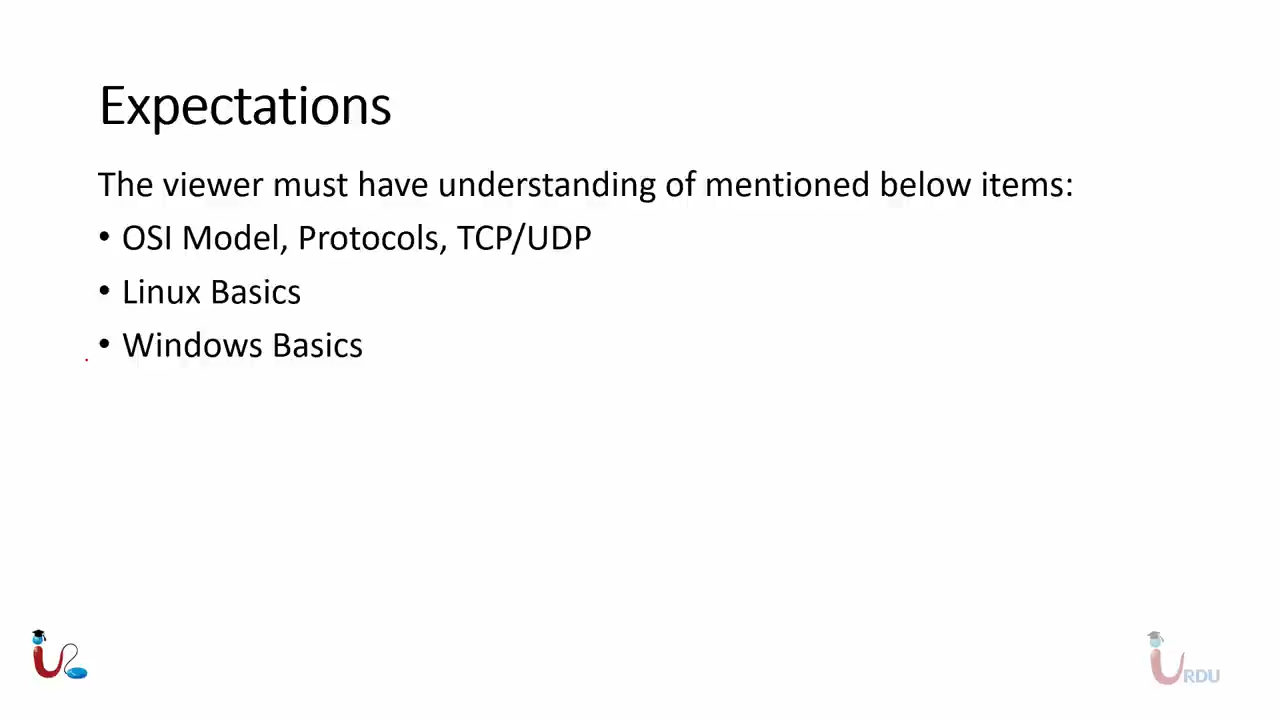 Expectations
The viewer must have understanding of mentioned below items:
• OSI Model, Protocols, TCP/UDP
• Linux Basics
• Windows Basics
URDU